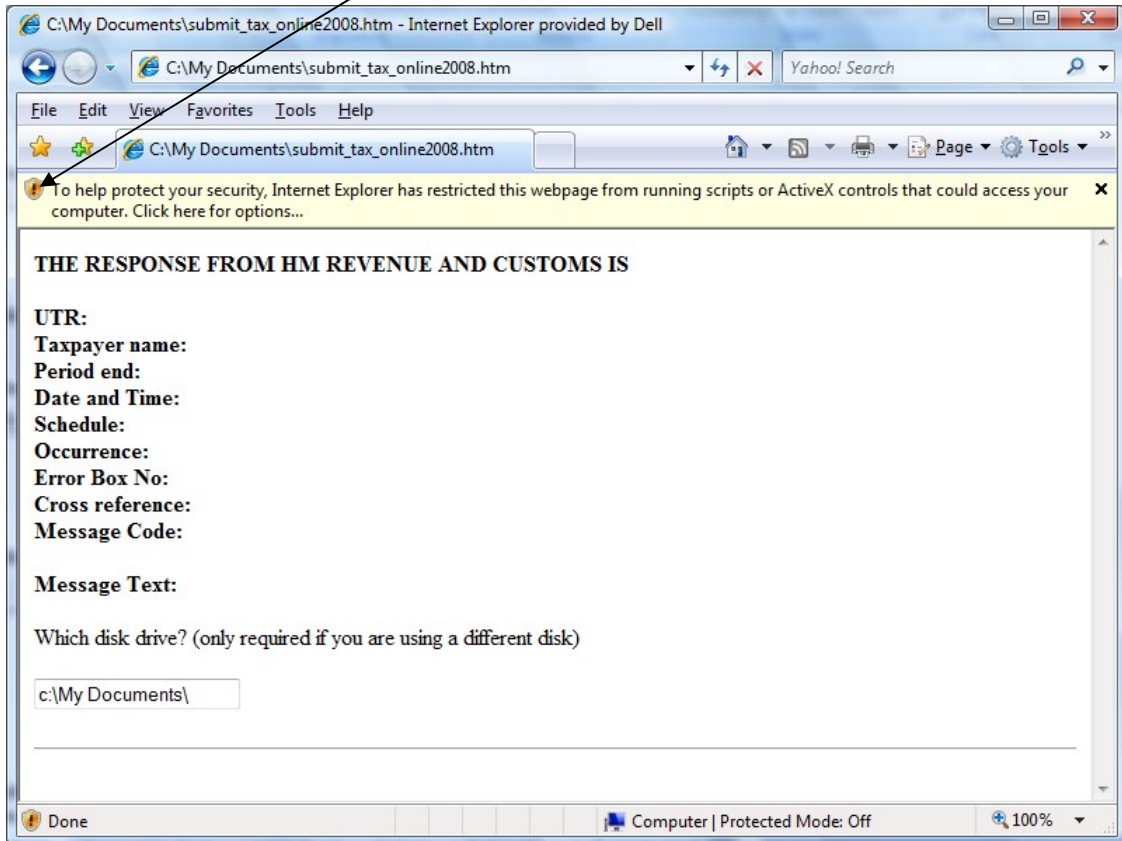 C:\My Documents\submit_tax_online2008.htm - Internet Explorer provided by Dell
C:\My Documents\submit_tax_online2008.htm
Yahoo! Search
File Edit View Favorites Tools Help
C:\My Documents\submit_tax_online2008.htm
Page Tools
To help protect your security, Internet Explorer has restricted this webpage from running scripts or ActiveX controls that could access your
computer. Click here for options...
THE RESPONSE FROM HM REVENUE AND CUSTOMS IS
UTR:
Taxpayer name:
Period end:
Date and Time:
Schedule:
Occurrence:
Error Box No:
Cross reference:
Message Code:
Message Text:
Which disk drive? (only required if you are using a different disk)
c:\My Documents\
Done
Computer | Protected Mode: Off
100%